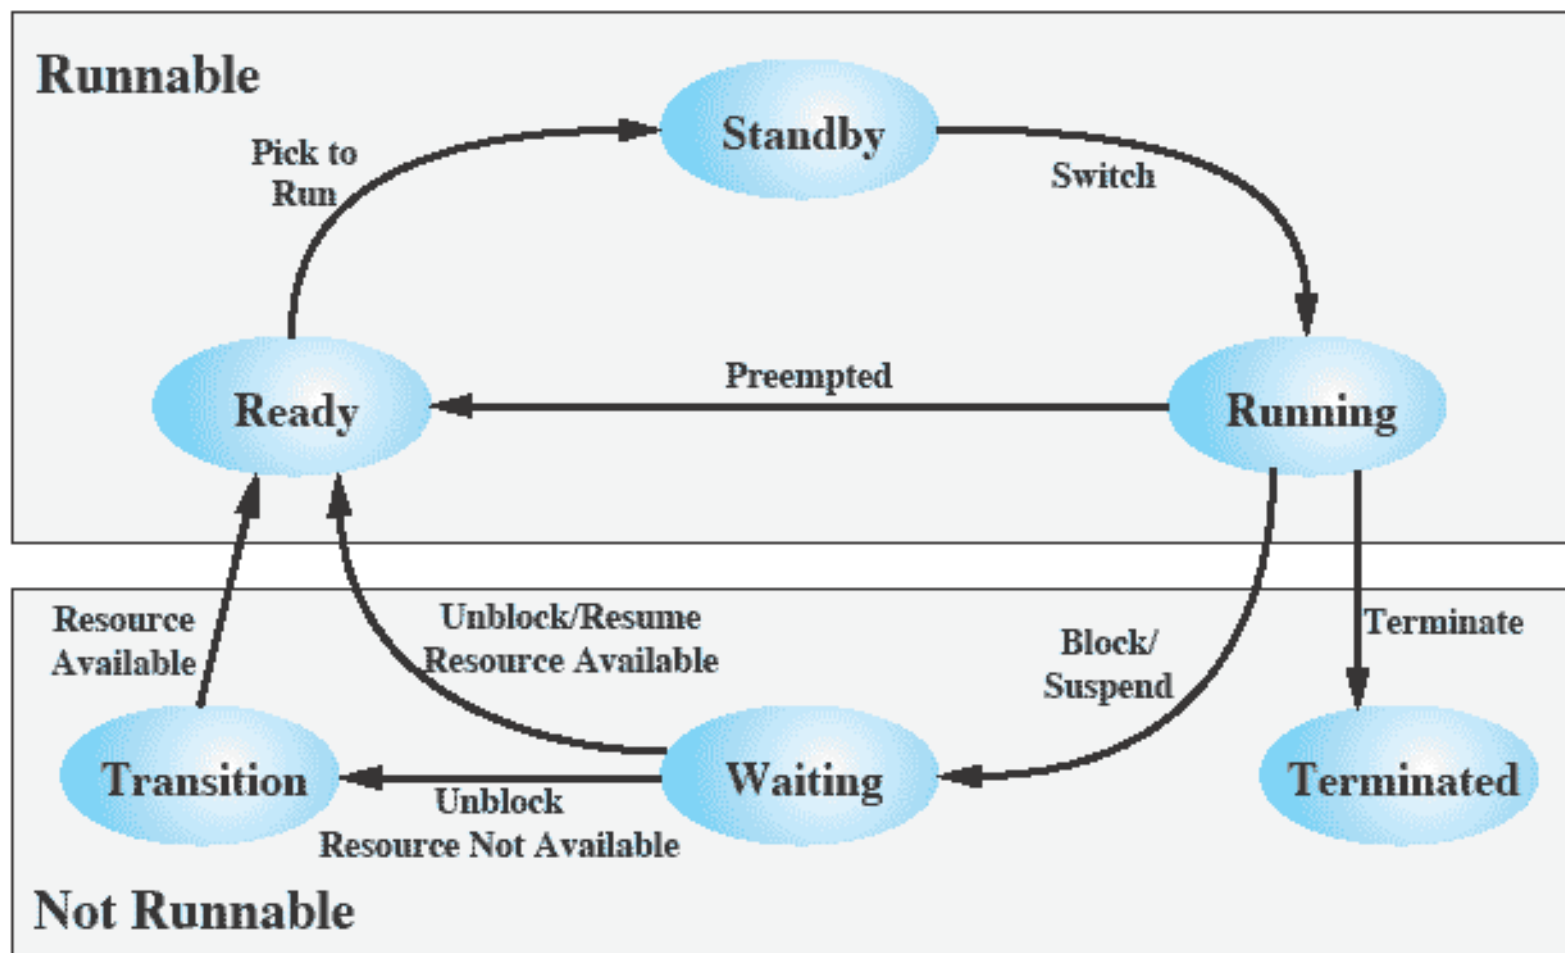 Runnable
Standby
Pick to
Run
Switch
Preempted
Ready
Running
Resource
Available
Unblock/Resume
Resource Available
Block/
Suspend
Terminate
Transition
Waiting
Terminated
Unblock
Resource Not Available
Not Runnable